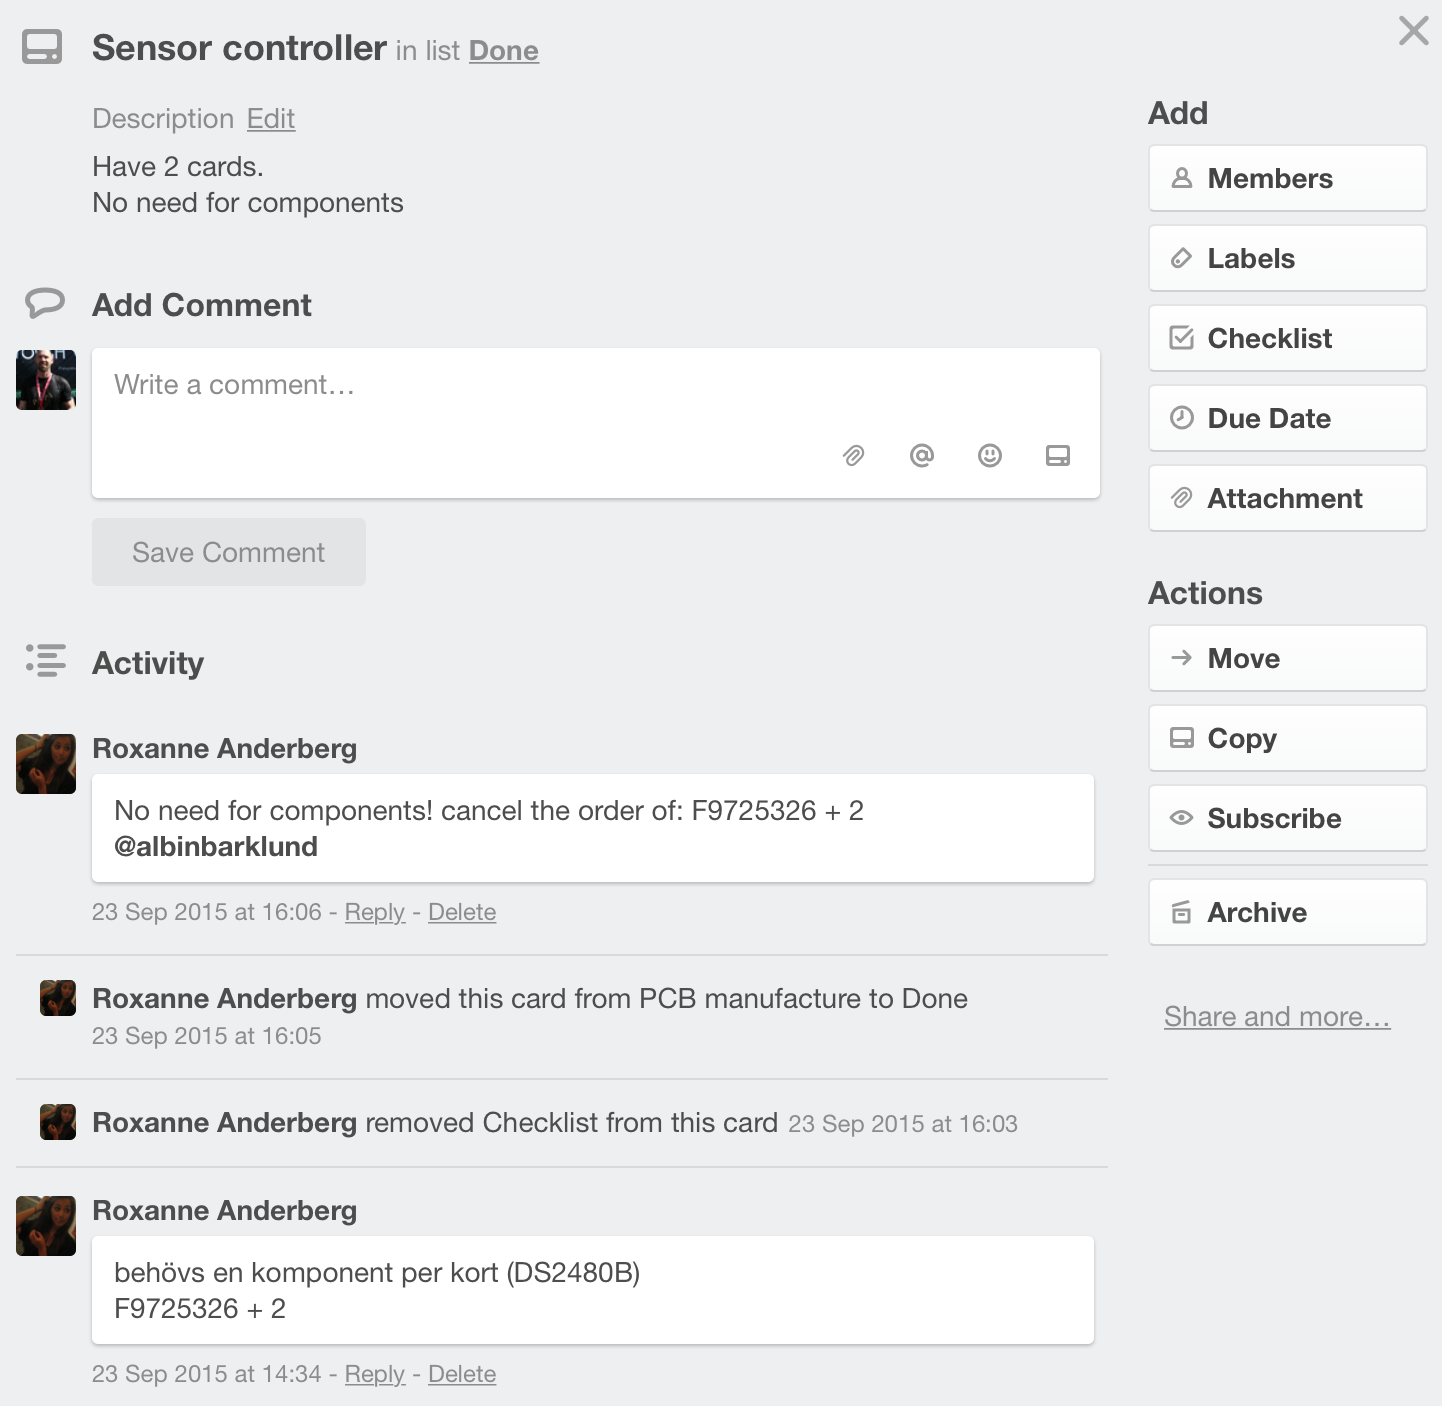 Sensor controller in list Done
Description Edit
Have 2 cards.
No need for components
Add Comment
Write a comment…
Save Comment
Activity
Roxanne Anderberg
No need for components! cancel the order of: F9725326 + 2
@albinbarklund
23 Sep 2015 at 16:06 - Reply - Delete
Roxanne Anderberg moved this card from PCB manufacture to Done
23 Sep 2015 at 16:05
Roxanne Anderberg removed Checklist from this card 23 Sep 2015 at 16:03
Roxanne Anderberg
behövs en komponent per kort (DS2480B)
F9725326 + 2
23 Sep 2015 at 14:34 - Reply - Delete
Add
Members
Labels
Checklist
Due Date
Attachment
Actions
Move
Copy
Subscribe
Archive
Share and more…